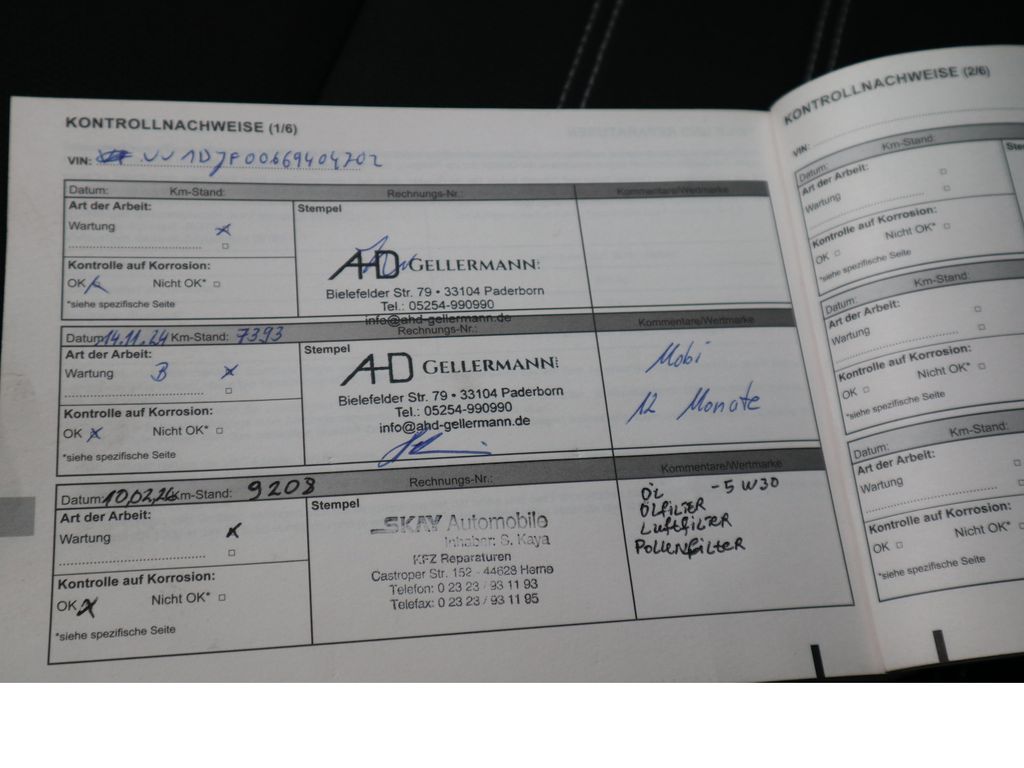 KONTROLLNACHWEISE (1/6)
VIN: UU1DJF00669404702
Datum: Km-Stand: Rechnungs-Nr.: Kommentare/Wertmarke
Art der Arbeit:
Wartung x
Stempel
AHD GELLERMANN
Bielefelder Str. 79 • 33104 Paderborn
Tel.: 05254-990990
info@ahd-gellermann.de
Kontrolle auf Korrosion:
OK x Nicht OK*
*siehe spezifische Seite
Datum: 14.11.24 Km-Stand: 7393 Rechnungs-Nr.: Kommentare/Wertmarke
Art der Arbeit:
Wartung B x
Stempel
AHD GELLERMANN
Bielefelder Str. 79 • 33104 Paderborn
Tel.: 05254-990990
info@ahd-gellermann.de
Mobi
12 Monate
Kontrolle auf Korrosion:
OK x Nicht OK*
*siehe spezifische Seite
Datum: 10.02.26 Km-Stand: 9208 Rechnungs-Nr.: Kommentare/Wertmarke
Art der Arbeit:
Wartung x
Stempel
SKAY Automobile
Inhaber: S. Kaya
KFZ Reparaturen
Castroper Str. 152 - 44628 Herne
Telefon: 0 23 23 / 93 11 93
Telefax: 0 23 23 / 93 11 95
Öl -5W30
ÖLFILTER
LUFTFILTER
POLLENFILTER
Kontrolle auf Korrosion:
OK x Nicht OK*
*siehe spezifische Seite
KONTROLLNACHWEISE (2/6)
VIN:
Datum: Km-Stand:
Art der Arbeit:
Wartung
Kontrolle auf Korrosion:
OK Nicht OK*
*siehe spezifische Seite
Datum: Km-Stand:
Art der Arbeit:
Wartung
Kontrolle auf Korrosion:
OK Nicht OK*
*siehe spezifische Seite
Datum: Km-Stand:
Art der Arbeit:
Wartung
Kontrolle auf Korrosion:
OK Nicht OK*
*siehe spezifische Seite